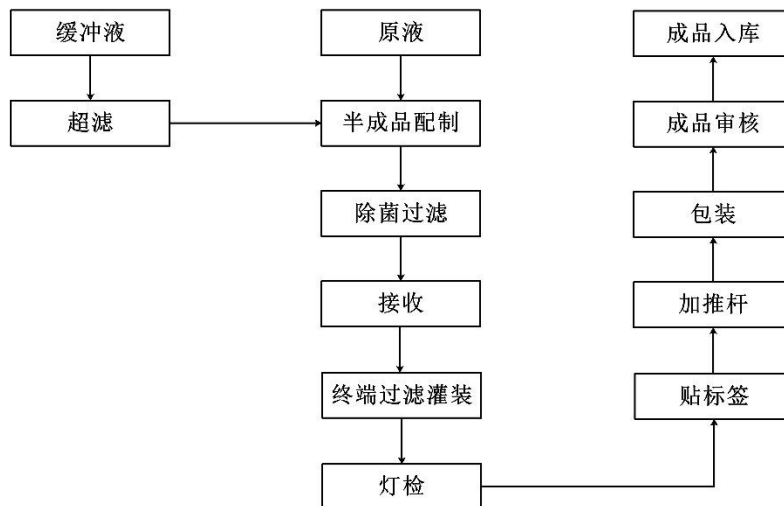 缓冲液
原液
成品入库
超滤
半成品配制
成品审核
除菌过滤
包装
接收
加推杆
终端过滤灌装
贴标签
灯检